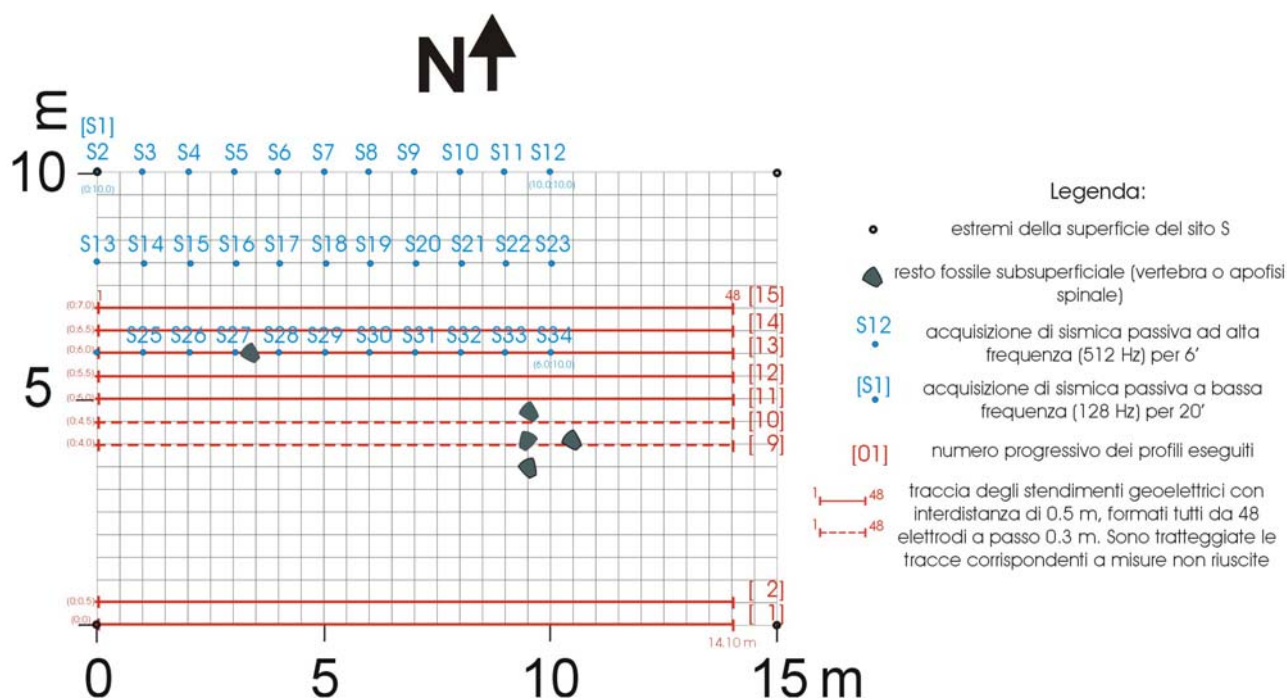 N
m
[S1]
S2 S3 S4 S5 S6 S7 S8 S9 S10 S11 S12
10
(0:10.0) (10.0:10.0)
S13 S14 S15 S16 S17 S18 S19 S20 S21 S22 S23
1 48 [15]
(0:7.0)
[14]
(0:6.5)
S25 S26 S27 S28 S29 S30 S31 S32 S33 S34 [13]
(0:6.0) (6.0:10.0)
[12]
(0:5.5)
5
[11]
(0:5.0)
[10]
(0:4.5)
[ 9]
(0:4.0)
[ 2]
(0:0.5)
[ 1]
(0:0)
14.10 m
0 5 10 15 m
Legenda:
estremi della superficie del sito S
resto fossile subsuperficiale (vertebra o apofisi
spinale)
S12 acquisizione di sismica passiva ad alta
frequenza (512 Hz) per 6'
[S1] acquisizione di sismica passiva a bassa
frequenza (128 Hz) per 20'
[01] numero progressivo dei profili eseguiti
1 48 traccia degli stendimenti geoelettrici con
interdistanza di 0.5 m, formati tutti da 48
1 48 elettrodi a passo 0.3 m. Sono tratteggiate le
tracce corrispondenti a misure non riuscite